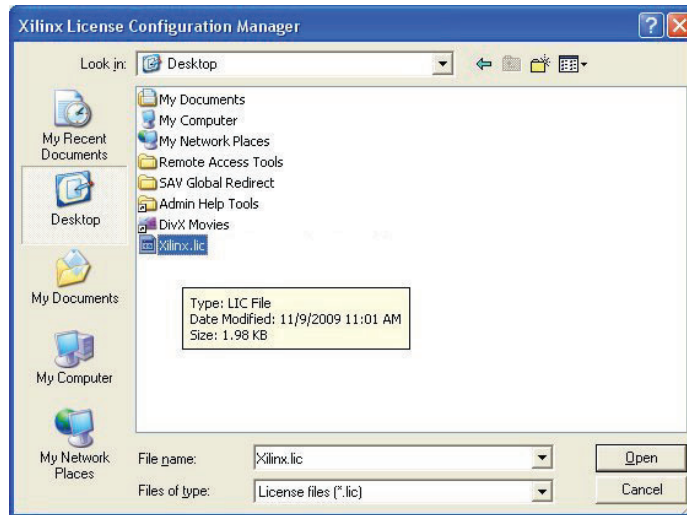 Xilinx License Configuration Manager
Look in: Desktop
My Recent
Documents
Desktop
My Documents
My Computer
My Network
Places
My Documents
My Computer
My Network Places
Remote Access Tools
SAV Global Redirect
Admin Help Tools
DivX Movies
Xilinx.lic
Type: LIC File
Date Modified: 11/9/2009 11:01 AM
Size: 1.98 KB
File name: Xilinx.lic Open
Files of type: License files (*.lic) Cancel